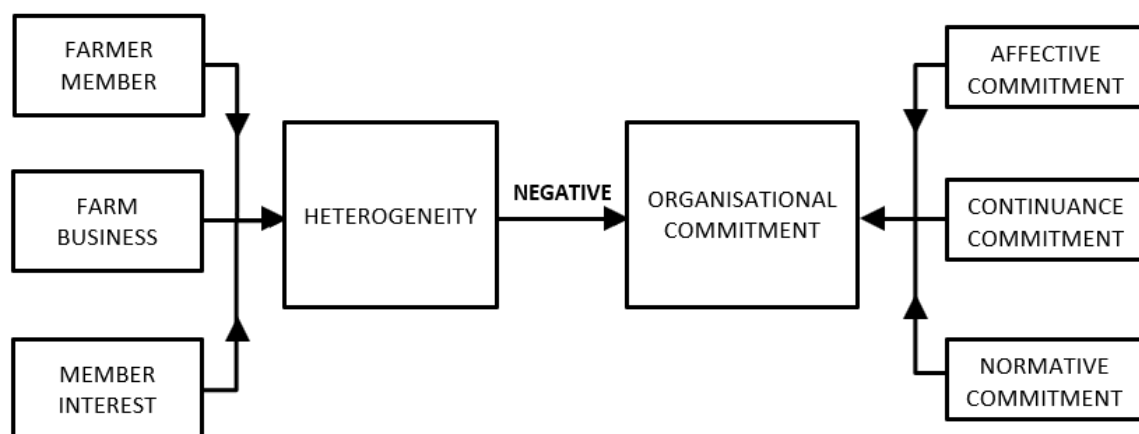 FARMER
MEMBER
FARM
BUSINESS
MEMBER
INTEREST
HETEROGENEITY
NEGATIVE
ORGANISATIONAL
COMMITMENT
AFFECTIVE
COMMITMENT
CONTINUANCE
COMMITMENT
NORMATIVE
COMMITMENT